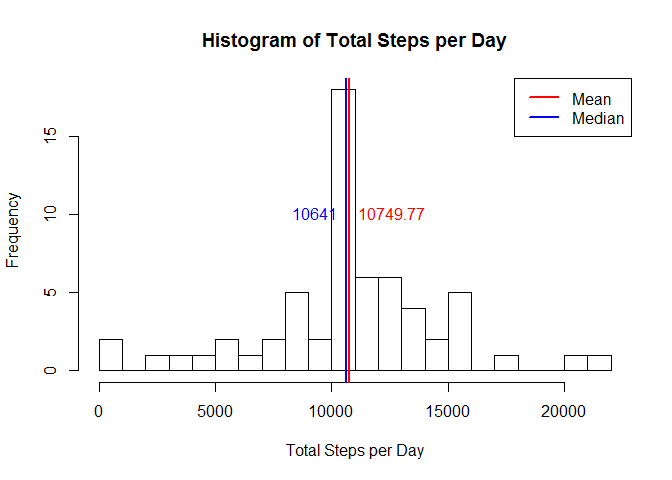 Histogram of Total Steps per Day
Mean
Median
Frequency
15
10
5
0
10641
10749.77
0
5000
10000
15000
20000
Total Steps per Day